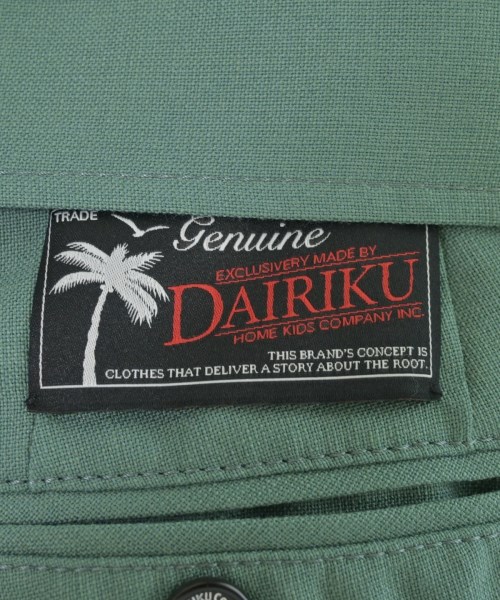 TRADE
Genuine
EXCLUSIVERY MADE BY
DAIRIKU
HOME KIDS COMPANY INC.
THIS BRAND'S CONCEPT IS
CLOTHES THAT DELIVER A STORY ABOUT THE ROOT.